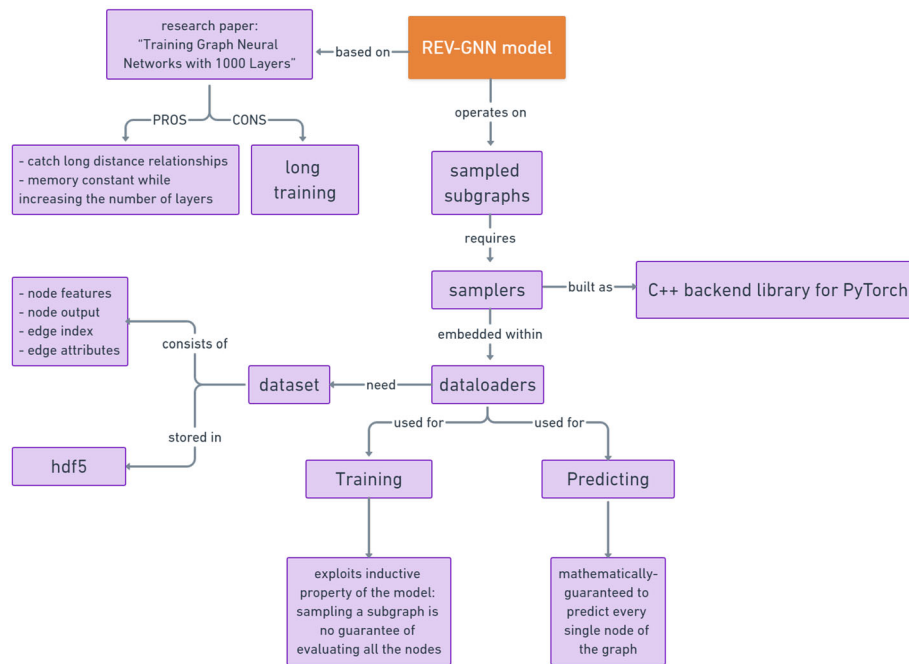 research paper:
“Training Graph Neural
Networks with 1000 Layers”
based on
REV-GNN model
PROS
CONS
operates on
- catch long distance relationships
- memory constant while
increasing the number of layers
long
training
sampled
subgraphs
requires
samplers
built as
C++ backend library for PyTorch
- node features
- node output
- edge index
- edge attributes
embedded within
consists of
dataset
need
dataloaders
stored in
used for
used for
hdf5
Training
Predicting
exploits inductive
property of the model:
sampling a subgraph is
no guarantee of
evaluating all the nodes
mathematically-
guaranteed to
predict every
single node of
the graph